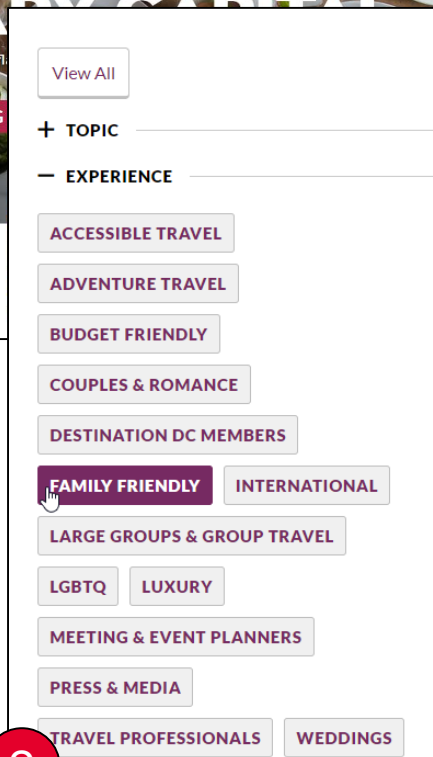 View All
+ TOPIC
− EXPERIENCE
ACCESSIBLE TRAVEL
ADVENTURE TRAVEL
BUDGET FRIENDLY
COUPLES & ROMANCE
DESTINATION DC MEMBERS
FAMILY FRIENDLY INTERNATIONAL
LARGE GROUPS & GROUP TRAVEL
LGBTQ LUXURY
MEETING & EVENT PLANNERS
PRESS & MEDIA
TRAVEL PROFESSIONALS WEDDINGS